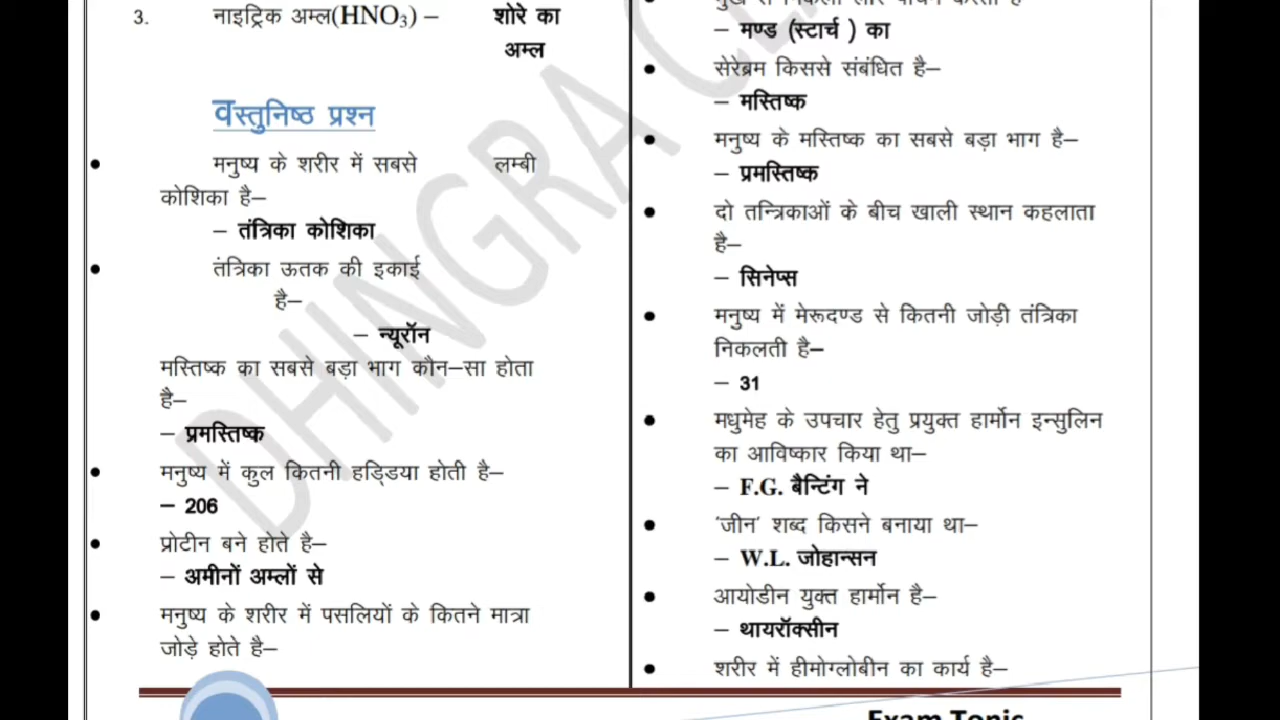 3. नाइट्रिक अम्ल(HNO₃) – शोरे का
अम्ल
वस्तुनिष्ठ प्रश्न
• मनुष्य के शरीर में सबसे लम्बी
कोशिका है–
– तंत्रिका कोशिका
• तंत्रिका ऊतक की इकाई
है–
– न्यूरॉन
मस्तिष्क का सबसे बड़ा भाग कौन–सा होता
है–
– प्रमस्तिष्क
• मनुष्य में कुल कितनी हड्डिया होती है–
– 206
• प्रोटीन बने होते है–
– अमीनों अम्लों से
• मनुष्य के शरीर में पसलियों के कितने मात्रा
जोड़े होते है–
– मण्ड (स्टार्च ) का
• सेरेब्रम किससे संबंधित है–
– मस्तिष्क
• मनुष्य के मस्तिष्क का सबसे बड़ा भाग है–
– प्रमस्तिष्क
• दो तन्त्रिकाओं के बीच खाली स्थान कहलाता
है–
– सिनेप्स
• मनुष्य में मेरूदण्ड से कितनी जोड़ी तंत्रिका
निकलती है–
– 31
• मधुमेह के उपचार हेतु प्रयुक्त हार्मोन इन्सुलिन
का आविष्कार किया था–
– F.G. बैन्टिंग ने
• 'जीन' शब्द किसने बनाया था–
– W.L. जोहान्सन
• आयोडीन युक्त हार्मोन है–
– थायरॉक्सीन
• शरीर में हीमोग्लोबीन का कार्य है–
Exam Topic
DHINGRA